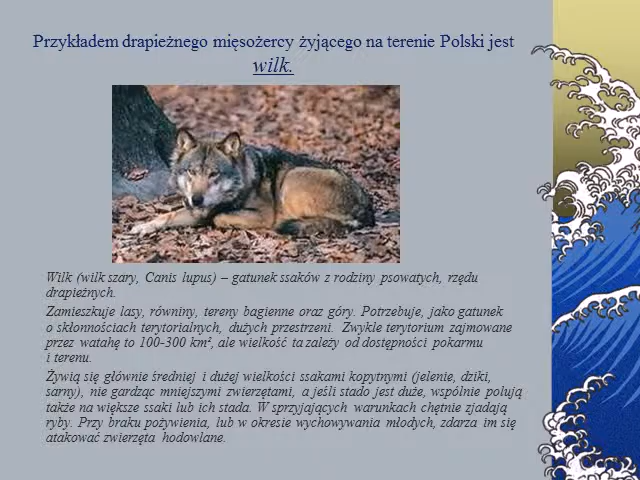 Przykładem drapieżnego mięsożercy żyjącego na terenie Polski jest
wilk.
Wilk (wilk szary, Canis lupus) – gatunek ssaków z rodziny psowatych, rzędu
drapieżnych.
Zamieszkuje lasy, równiny, tereny bagienne oraz góry. Potrzebuje, jako gatunek
o skłonnościach terytorialnych, dużych przestrzeni. Zwykle terytorium zajmowane
przez watahę to 100-300 km², ale wielkość ta zależy od dostępności pokarmu
i terenu.
Żywią się głównie średniej i dużej wielkości ssakami kopytnymi (jelenie, dziki,
sarny), nie gardząc mniejszymi zwierzętami, a jeśli stado jest duże, wspólnie polują
także na większe ssaki lub ich stada. W sprzyjających warunkach chętnie zjadają
ryby. Przy braku pożywienia, lub w okresie wychowywania młodych, zdarza im się
atakować zwierzęta hodowlane.